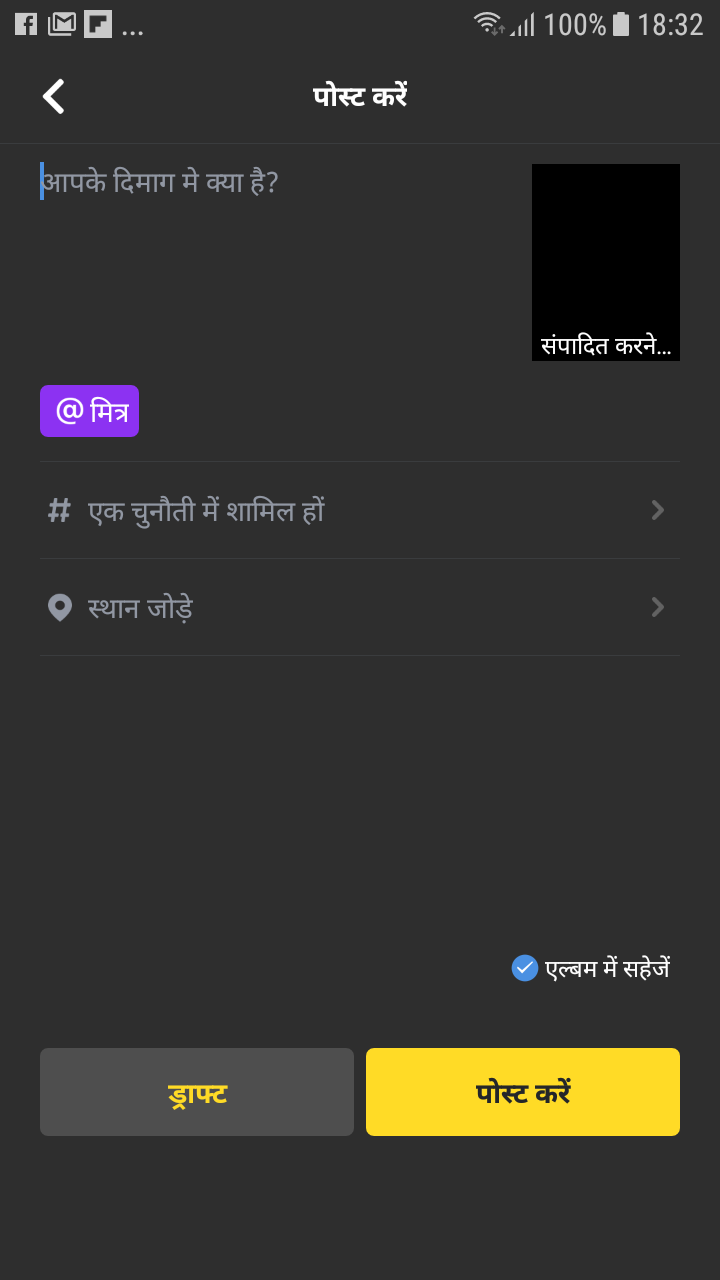 ... 100% 18:32
पोस्ट करें
आपके दिमाग मे क्या है?
संपादित करने...
@ मित्र
# एक चुनौती में शामिल हों
स्थान जोड़े
एल्बम में सहेजें
ड्राफ्ट
पोस्ट करें